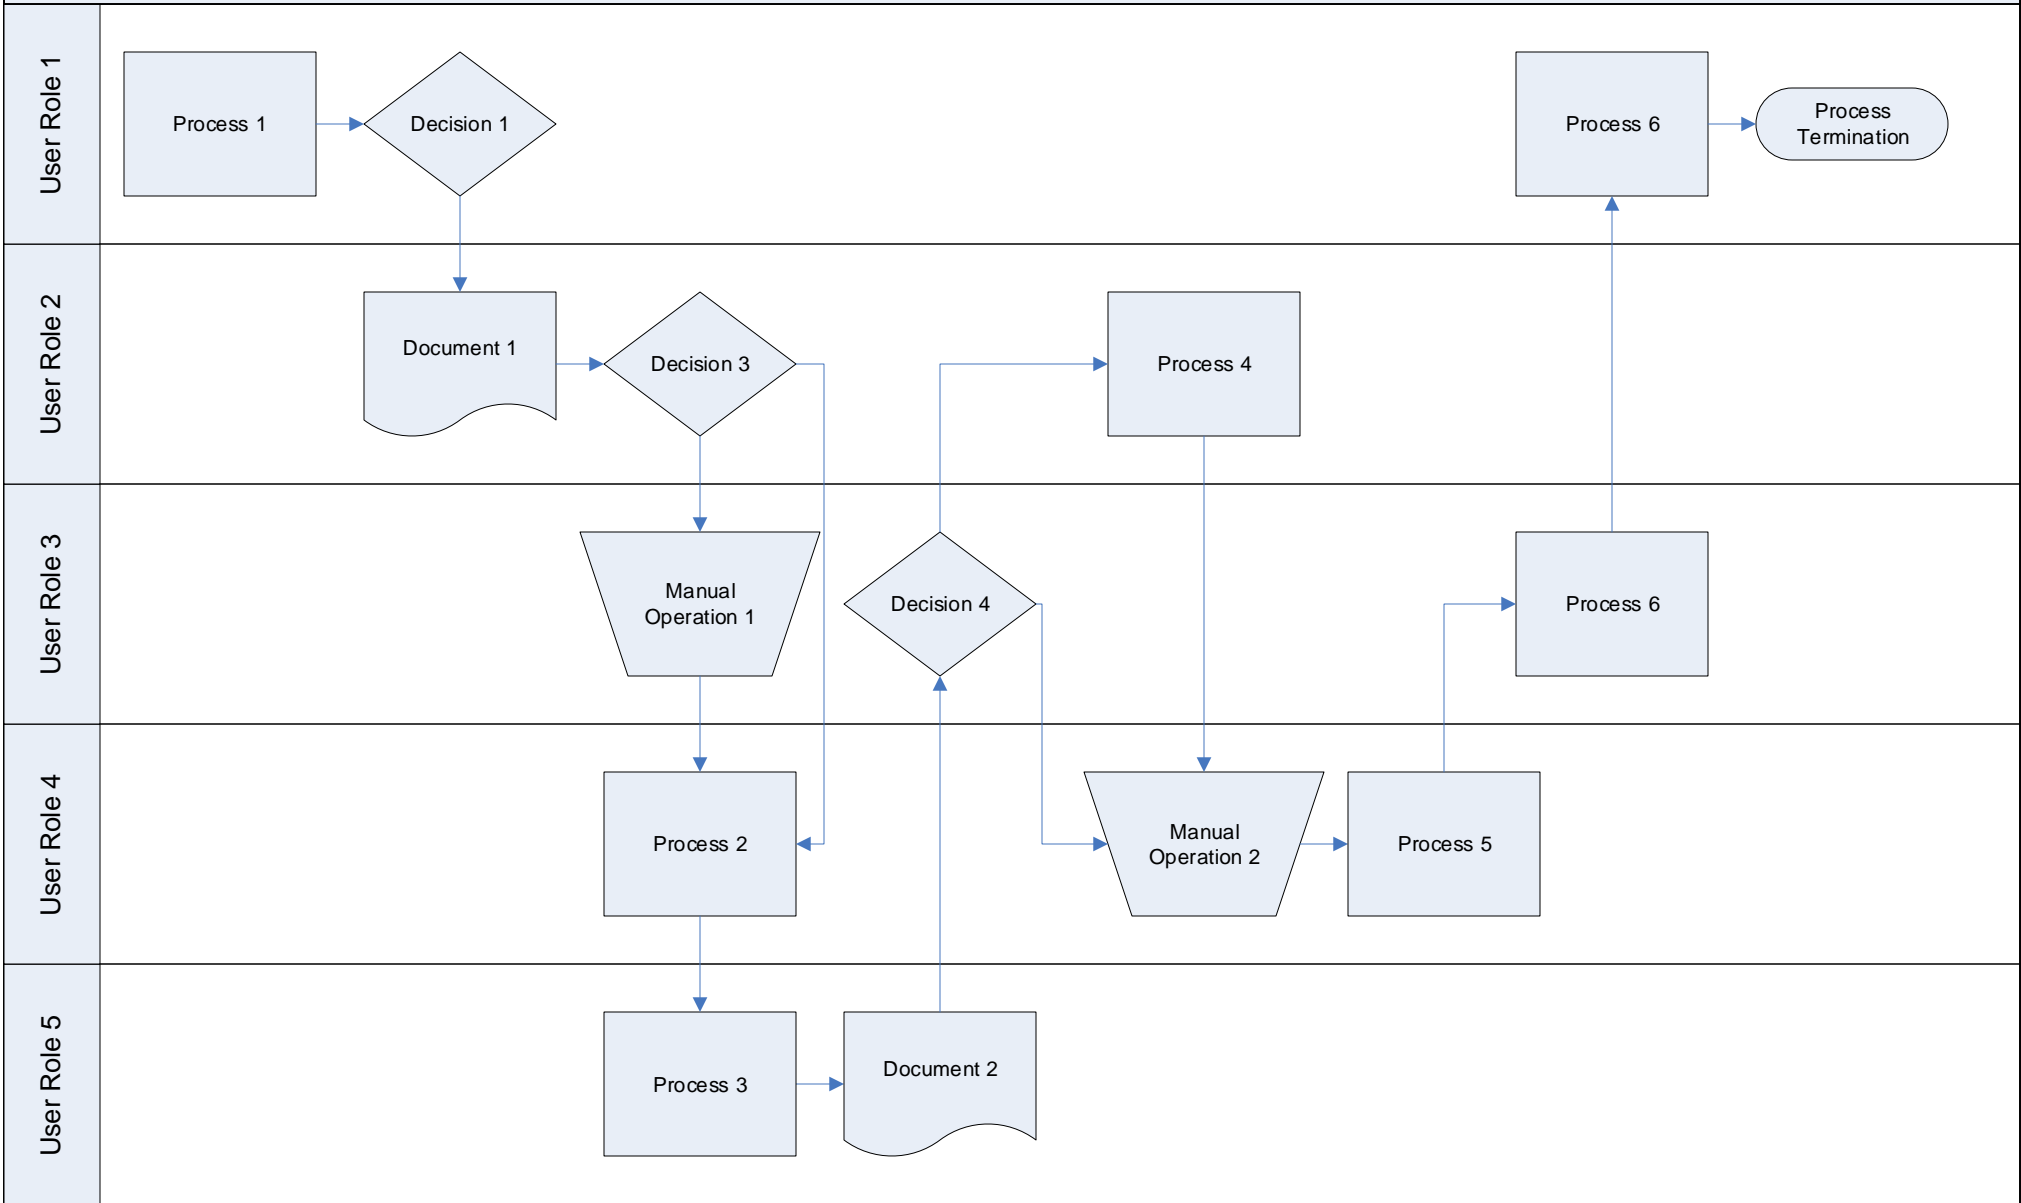 User Role 1
Process 1
Decision 1
Process 6
Process
Termination
User Role 2
Document 1
Decision 3
Process 4
User Role 3
Manual
Operation 1
Decision 4
Process 6
User Role 4
Process 2
Manual
Operation 2
Process 5
User Role 5
Process 3
Document 2